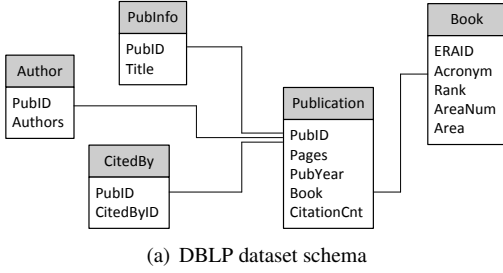 PubInfo
PubID
Title
Author
PubID
Authors
CitedBy
PubID
CitedByID
Publication
PubID
Pages
PubYear
Book
CitationCnt
Book
ERAID
Acronym
Rank
AreaNum
Area
(a) DBLP dataset schema